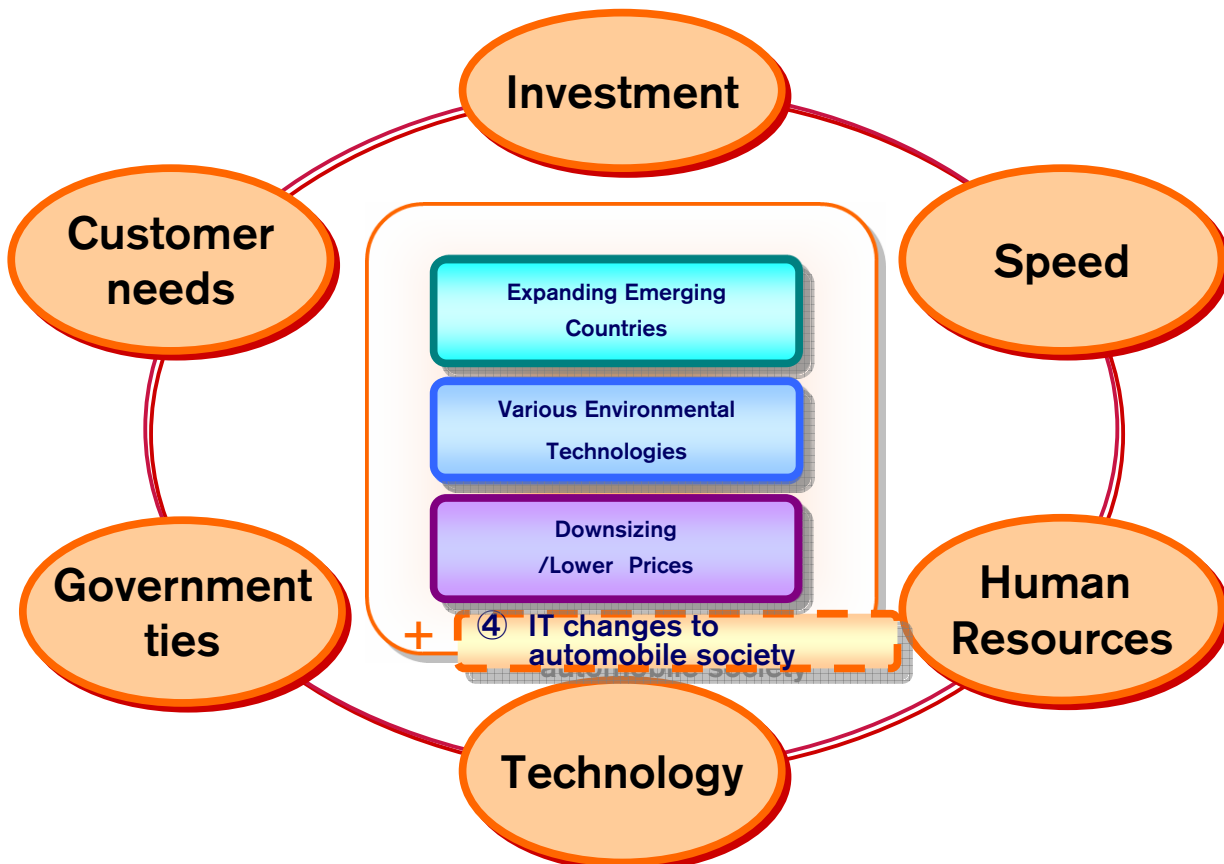 Investment
Customer
needs
Speed
Expanding Emerging
Countries
Various Environmental
Technologies
Downsizing
/Lower Prices
+ ④ IT changes to
automobile society
Government
ties
Human
Resources
Technology